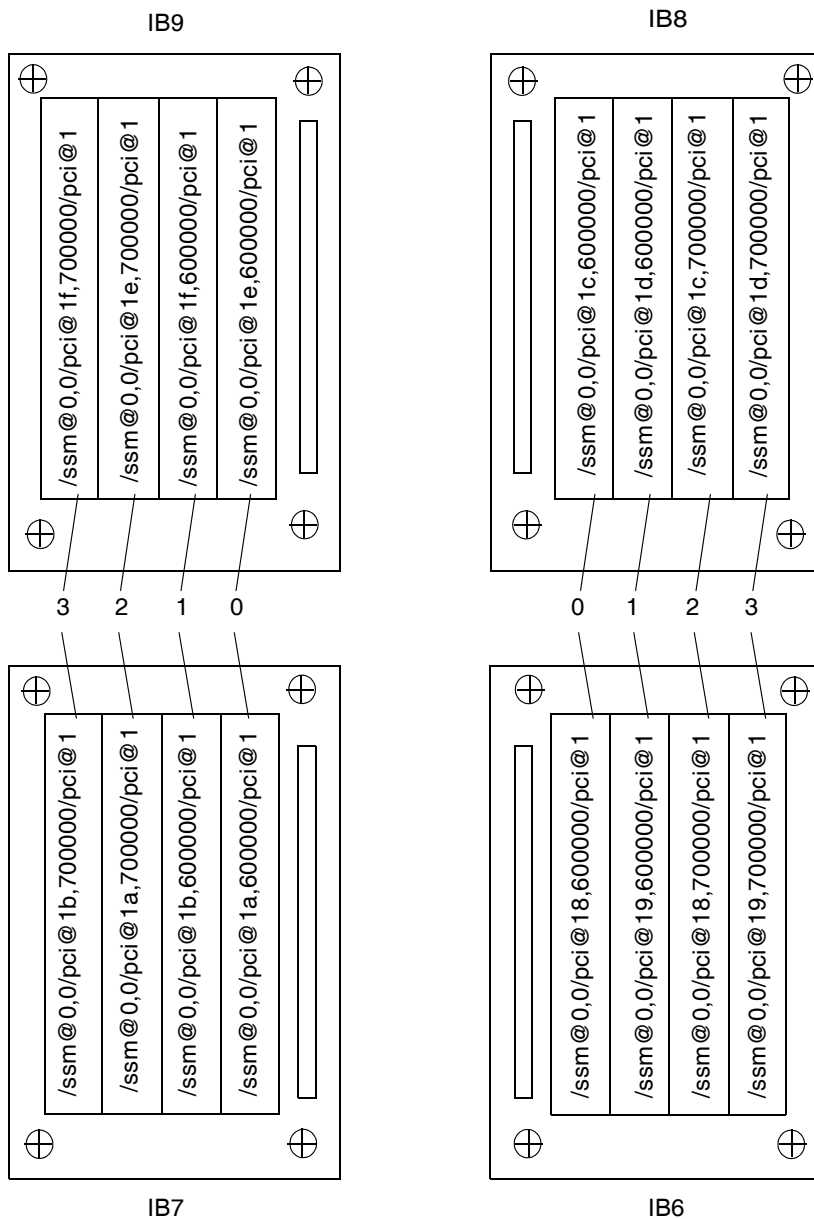 IB9
IB8
/ssm@0,0/pci@1f,700000/pci@1
/ssm@0,0/pci@1e,700000/pci@1
/ssm@0,0/pci@1f,600000/pci@1
/ssm@0,0/pci@1e,600000/pci@1
/ssm@0,0/pci@1c,600000/pci@1
/ssm@0,0/pci@1d,600000/pci@1
/ssm@0,0/pci@1c,700000/pci@1
/ssm@0,0/pci@1d,700000/pci@1
3 2 1 0
0 1 2 3
/ssm@0,0/pci@1b,700000/pci@1
/ssm@0,0/pci@1a,700000/pci@1
/ssm@0,0/pci@1b,600000/pci@1
/ssm@0,0/pci@1a,600000/pci@1
/ssm@0,0/pci@18,600000/pci@1
/ssm@0,0/pci@19,600000/pci@1
/ssm@0,0/pci@18,700000/pci@1
/ssm@0,0/pci@19,700000/pci@1
IB7
IB6